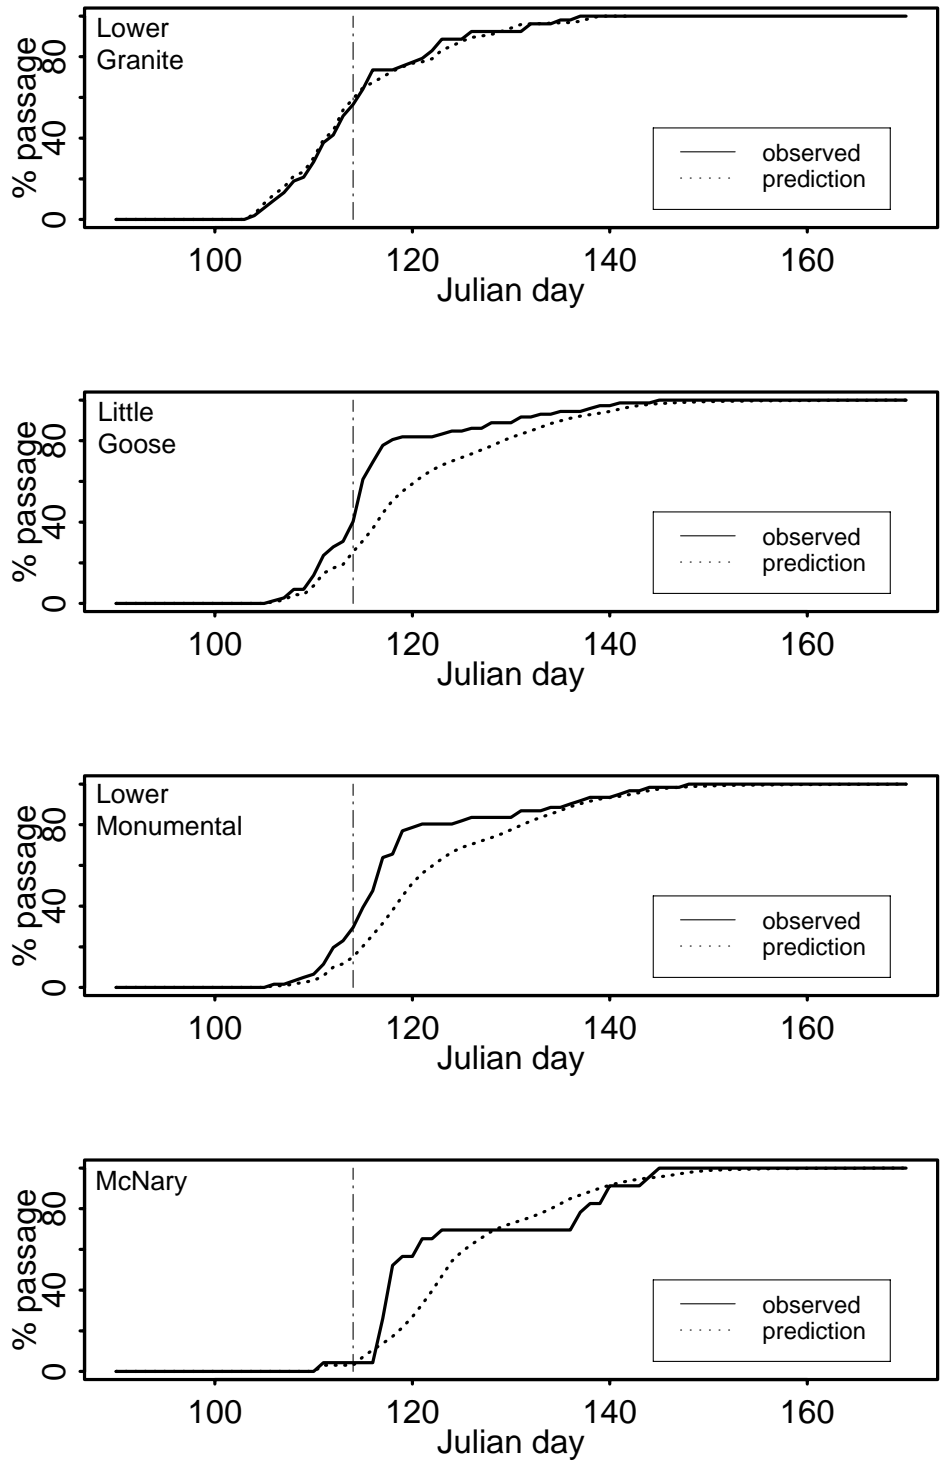 Lower
Granite
% passage
0 40 80
observed
prediction
100 120 140 160
Julian day
Little
Goose
% passage
0 40 80
observed
prediction
100 120 140 160
Julian day
Lower
Monumental
% passage
0 40 80
observed
prediction
100 120 140 160
Julian day
McNary
% passage
0 40 80
observed
prediction
100 120 140 160
Julian day